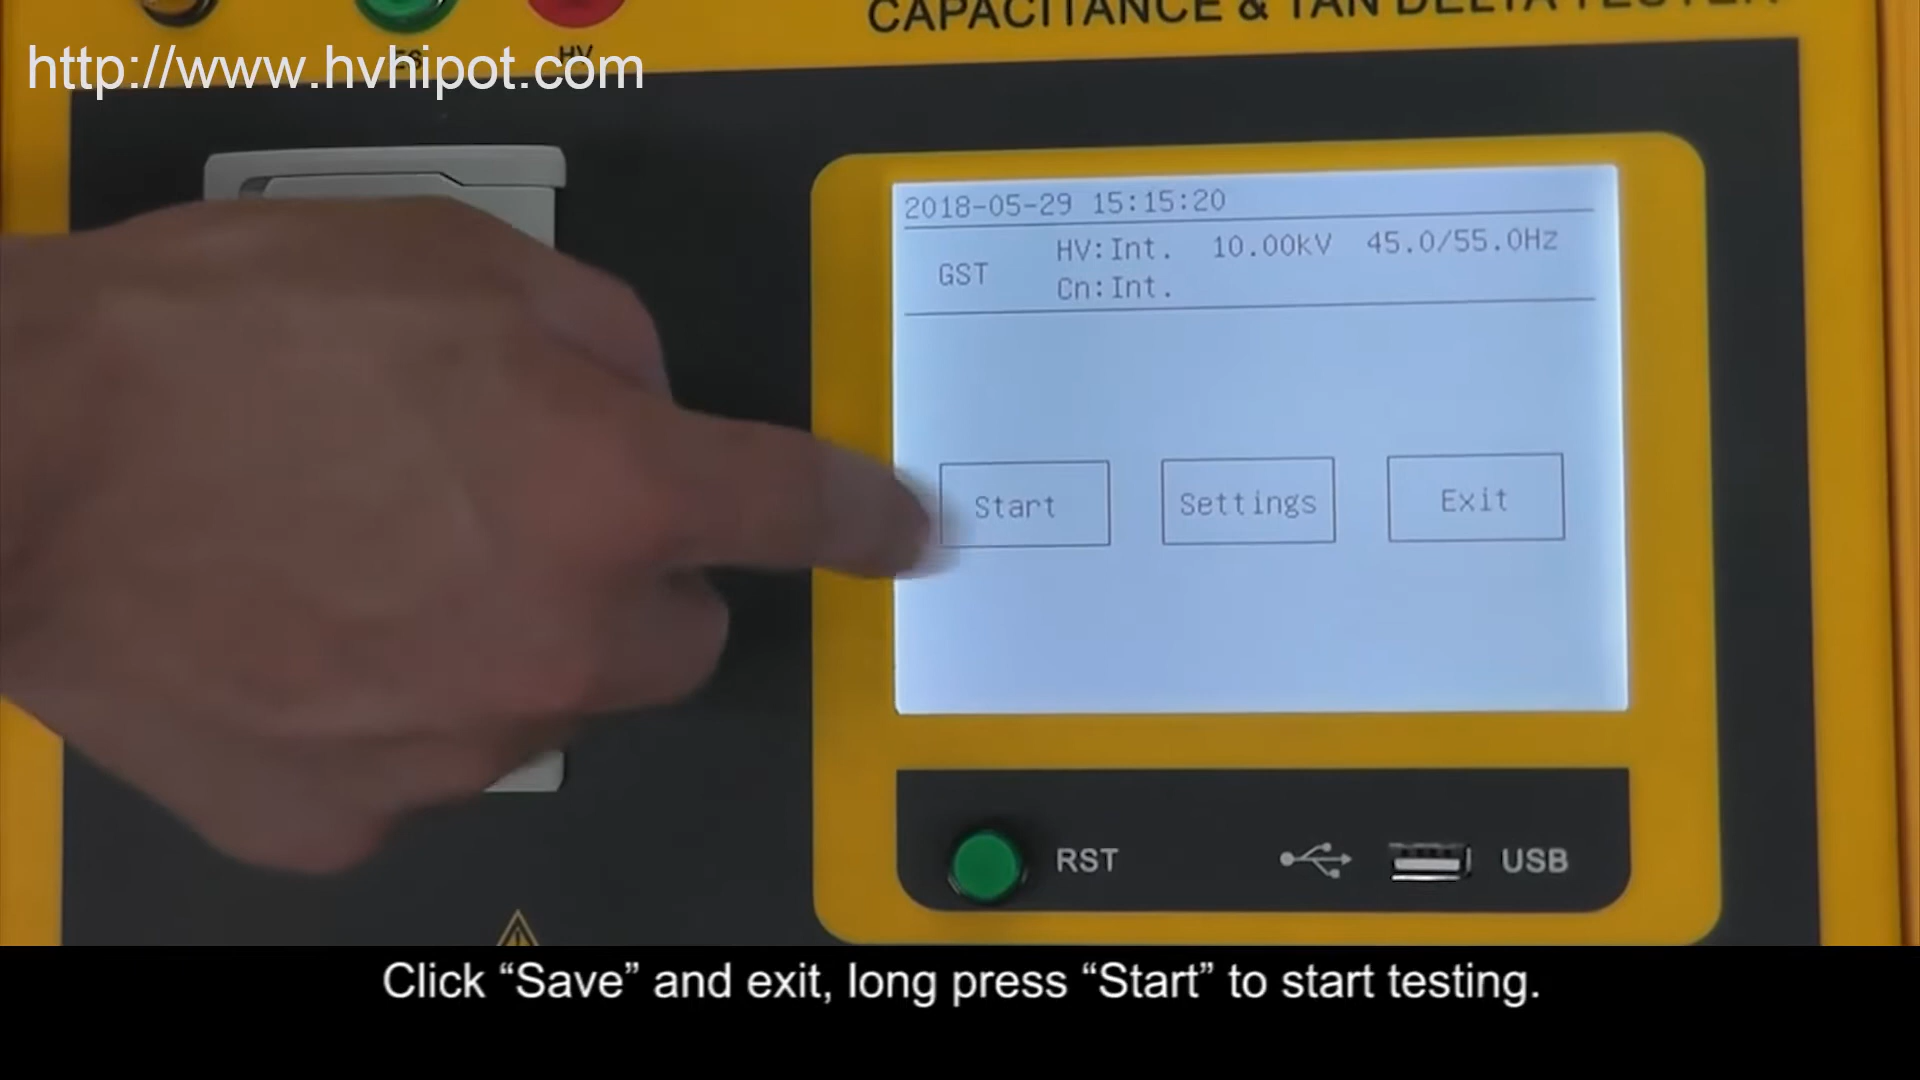 CAPACITANCE & TAN DELTA TESTER
HV
http://www.hvhipot.com
2018-05-29 15:15:20
GST
HV:Int. 10.00kV 45.0/55.0Hz
Cn:Int.
Start
Settings
Exit
RST
USB
Click “Save” and exit, long press “Start” to start testing.